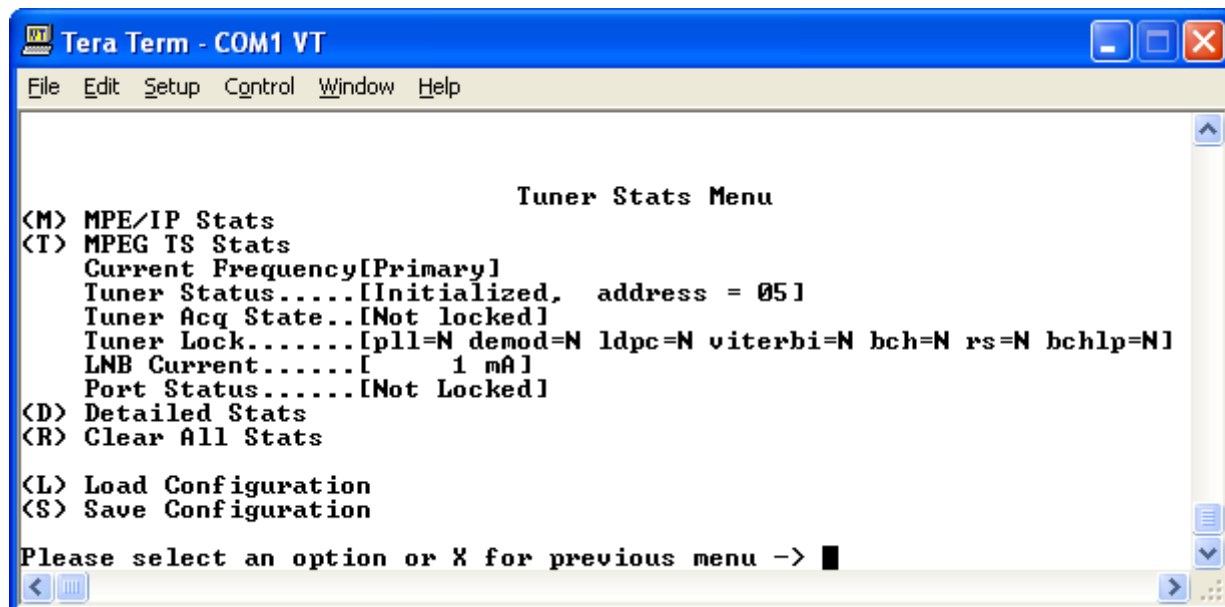 Tera Term - COM1 VT
File Edit Setup Control Window Help
Tuner Stats Menu
(M) MPE/IP Stats
(T) MPEG TS Stats
Current Frequency[Primary]
Tuner Status.....[Initialized,  address = 05]
Tuner Acq State..[Not locked]
Tuner Lock.......[pll=N demod=N ldpc=N viterbi=N bch=N rs=N bchlp=N]
LNB Current......[     1 mA]
Port Status......[Not Locked]
(D) Detailed Stats
(R) Clear All Stats
(L) Load Configuration
(S) Save Configuration
Please select an option or X for previous menu ->